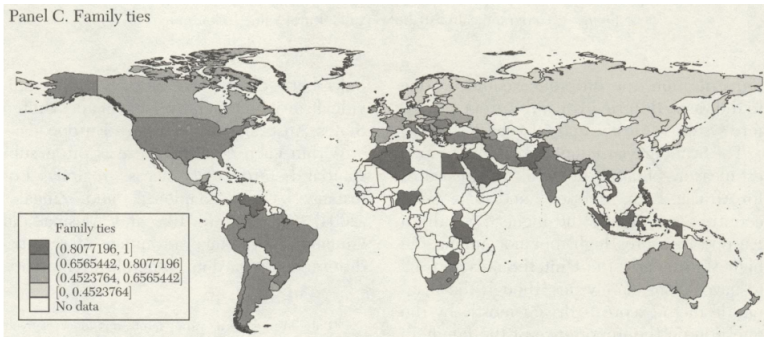 Panel C. Family ties
Family ties
(0.8077196, 1]
(0.6565442, 0.8077196]
(0.4523764, 0.6565442]
[0, 0.4523764]
No data